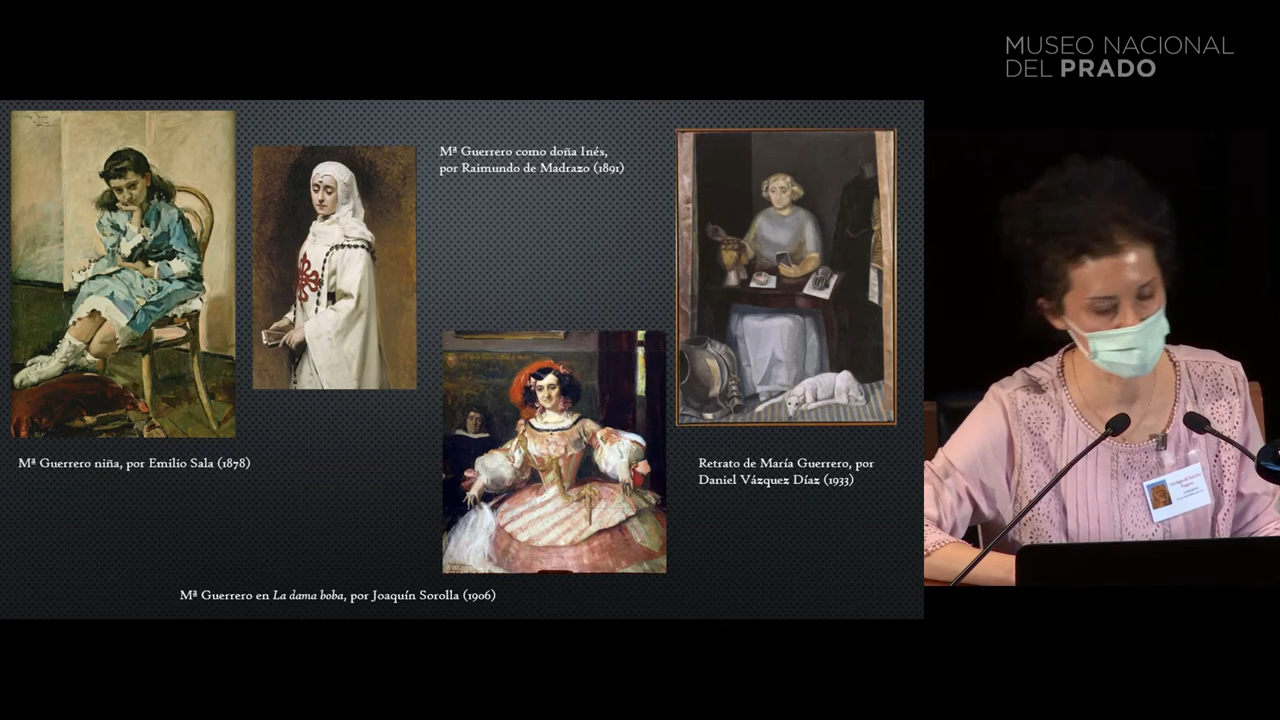 MUSEO NACIONAL
DEL PRADO
Mª Guerrero como doña Inés,
por Raimundo de Madrazo (1891)
Mª Guerrero niña, por Emilio Sala (1878)
Retrato de María Guerrero, por
Daniel Vázquez Díaz (1933)
Mª Guerrero en La dama boba, por Joaquín Sorolla (1906)